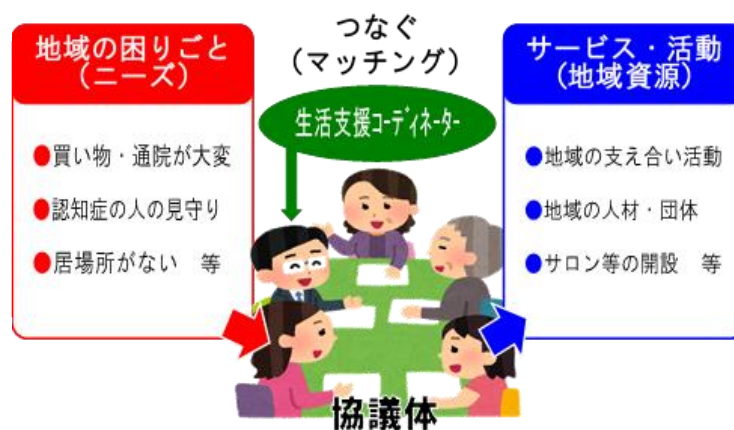 地域の困りごと
(ニーズ)
●買い物・通院が大変
●認知症の人の見守り
●居場所がない　等
つなぐ
(マッチング)
生活支援ｺｰﾃﾞｨﾈｰﾀｰ
協議体
サービス・活動
(地域資源)
●地域の支え合い活動
●地域の人材・団体
●サロン等の開設　等